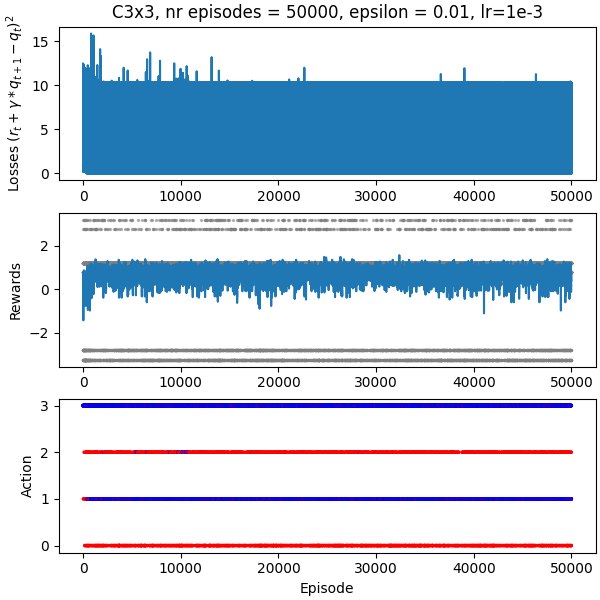 C3x3, nr episodes = 50000, epsilon = 0.01, lr=1e-3
Losses $(r_t + \gamma * q_{t+1} - q_t)^2$
15
10
5
0
0 10000 20000 30000 40000 50000
Rewards
2
0
−2
0 10000 20000 30000 40000 50000
Action
3
2
1
0
0 10000 20000 30000 40000 50000
Episode